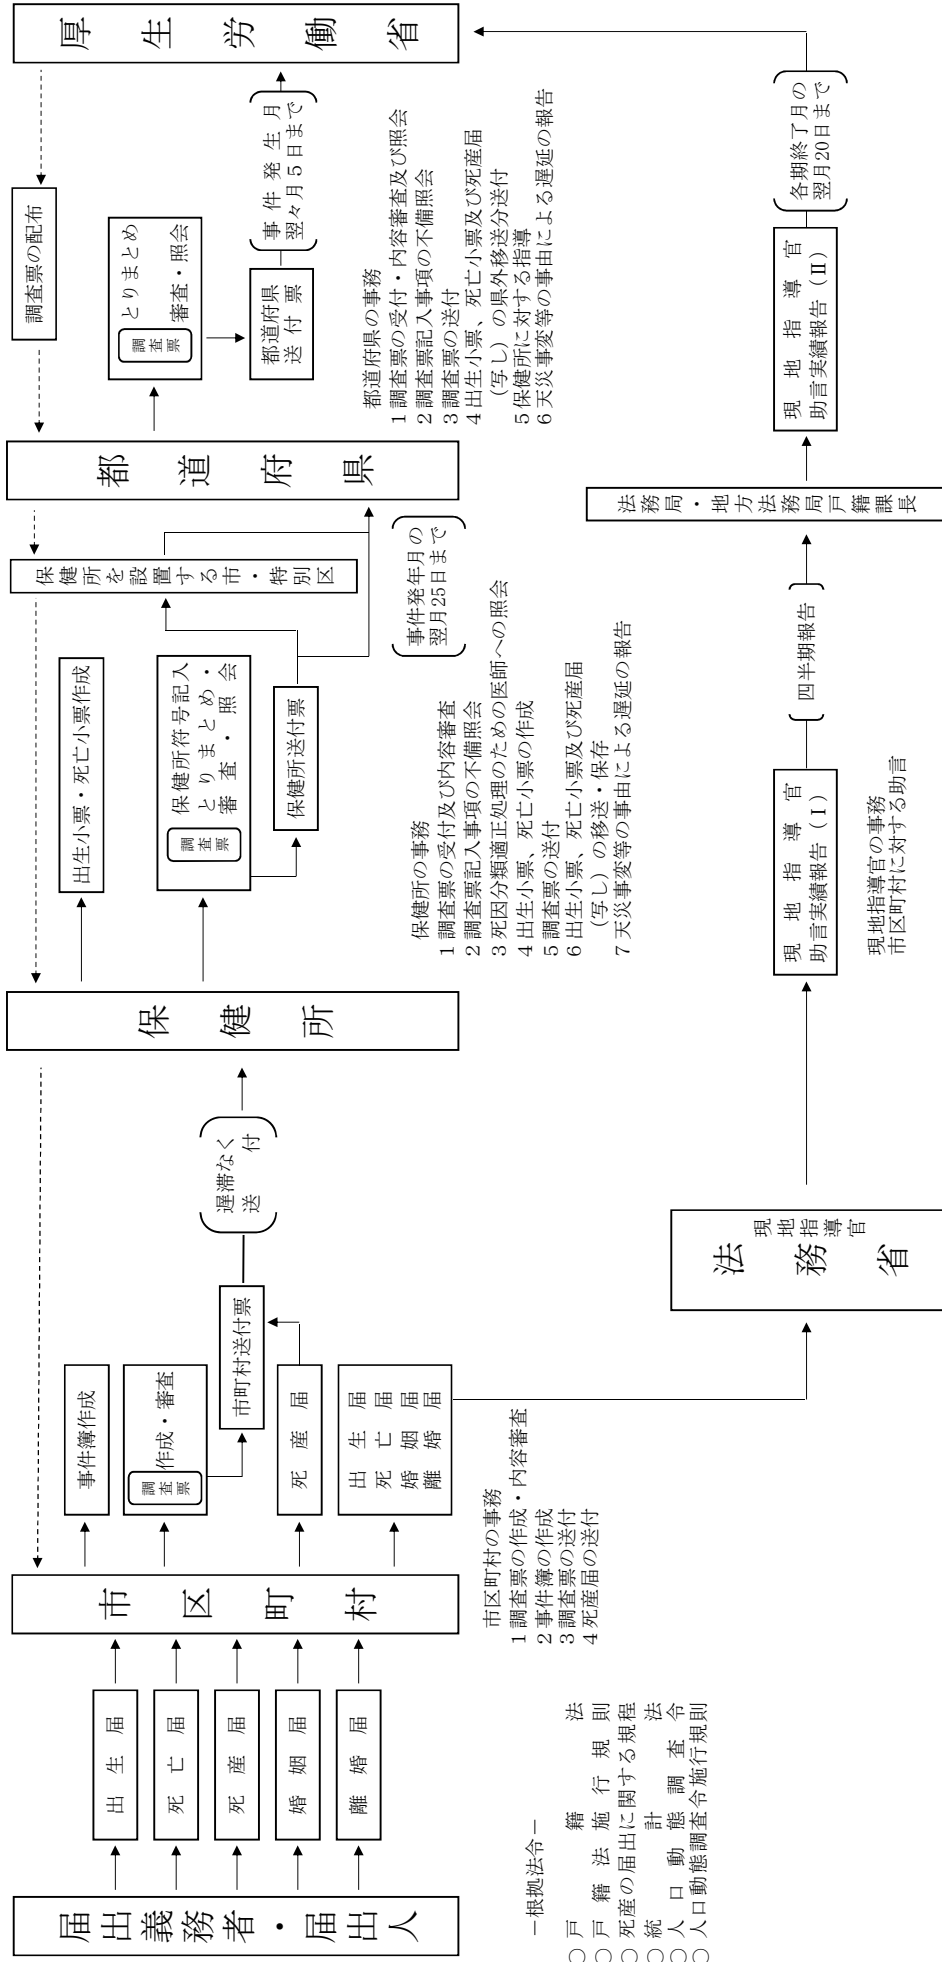 届出義務者・届出人
出生届
死亡届
死産届
婚姻届
離婚届
市区町村
事件簿作成
調査票
作成・審査
市町村送付票
死産届
出生届
死亡届
婚姻届
離婚届
遅滞なく
送付
市区町村の事務
1 調査票の作成・内容審査
2 事件簿の作成
3 調査票の送付
4 死産届の送付
保健所
出生小票・死亡小票作成
調査票
保健所符号記入
とりまとめ・
審査・照会
保健所送付票
保健所を設置する市・特別区
事件発年月の
翌月25日まで
保健所の事務
1 調査票の受付及び内容審査
2 調査票記入事項の不備照会
3 死因分類適正処理のための医師への照会
4 出生小票、死亡小票の作成
5 調査票の送付
6 出生小票、死亡小票及び死産届
(写し)の移送・保存
7 天災事変等の事由による遅延の報告
都道府県
調査票の配布
調査票
とりまとめ
審査・照会
都道府県
送付票
事件発生月
翌々月5日まで
都道府県の事務
1 調査票の受付・内容審査及び照会
2 調査票記入事項の不備照会
3 調査票の送付
4 出生小票、死亡小票及び死産届
(写し)の県外移送分送付
5 保健所に対する指導
6 天災事変等の事由による遅延の報告
厚生労働省
-根拠法令-
○ 戸籍法
○ 戸籍法施行規則
○ 死産の届出に関する規程
○ 統計法
○ 人口動態調査令
○ 人口動態調査令施行規則
法務省
現地指導官
現地指導官
助言実績報告(Ⅰ)
現地指導官の事務
市区町村に対する助言
四半期報告
法務局・地方法務局戸籍課長
現地指導官
助言実績報告(Ⅱ)
各期終了月の
翌月20日まで